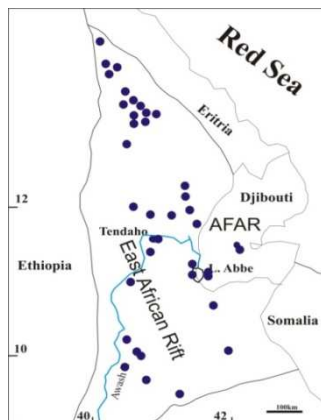 Red Sea
Eritria
12
Djibouti
AFAR
Tendaho
L. Abbe
Ethiopia
East African Rift
Somalia
10
Awash
100km
40.
42.